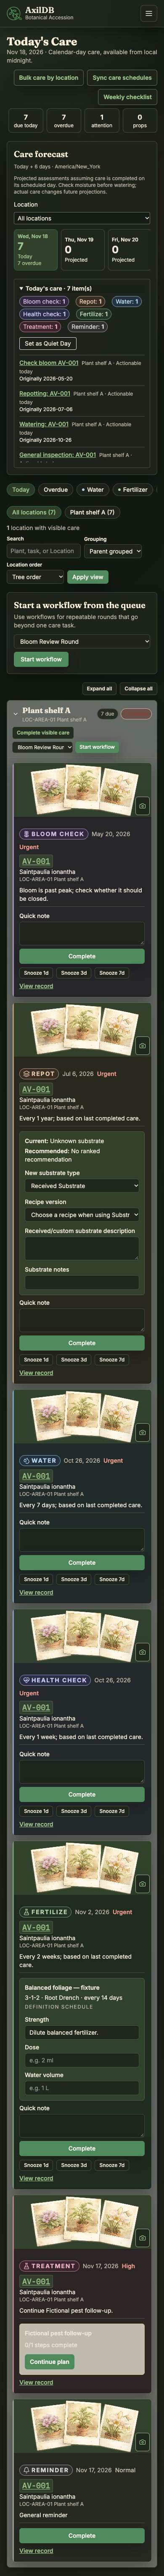 AxilDB
Botanical Accession
Today's Care
Nov 18, 2026 · Calendar-day care, available from local
midnight.
Bulk care by location
Sync care schedules
Weekly checklist
7
due today
7
overdue
1
attention
0
props
Care forecast
Today + 6 days · America/New_York
Projected assessments assume care is completed on
its scheduled day. Check moisture before watering;
actual care changes future projections.
Location
All locations
Wed, Nov 18
7
Today
7 overdue
Thu, Nov 19
0
Projected
Fri, Nov 20
0
Projected
Today's care · 7 item(s)
Bloom check: 1
Repot: 1
Water: 1
Health check: 1
Fertilize: 1
Treatment: 1
Reminder: 1
Set as Quiet Day
Check bloom AV-001 Plant shelf A · Actionable
today
Originally 2026-05-20
Repotting: AV-001 Plant shelf A · Actionable
today
Originally 2026-07-06
Watering: AV-001 Plant shelf A · Actionable
today
Originally 2026-10-26
General inspection: AV-001 Plant shelf A ·
Today
Overdue
+ Water
+ Fertilizer
All locations (7)
Plant shelf A (7)
1 location with visible care
Search
Grouping
Plant, task, or Location
Parent grouped
Location order
Tree order
Apply view
Start a workflow from the queue
Use workflows for repeatable rounds that go
beyond one care task.
Bloom Review Round
Start workflow
Expand all
Collapse all
Plant shelf A
LOC-AREA-01 Plant shelf A
7 due
Complete visible care
Bloom Review Roun
Start workflow
BLOOM CHECK
May 20, 2026
Urgent
AV-001
Saintpaulia ionantha
LOC-AREA-01 Plant shelf A
Bloom is past peak; check whether it should
be closed.
Quick note
Complete
Snooze 1d
Snooze 3d
Snooze 7d
View record
REPOT
Jul 6, 2026
Urgent
AV-001
Saintpaulia ionantha
LOC-AREA-01 Plant shelf A
Every 1 year; based on last completed care.
Current: Unknown substrate
Recommended: No ranked
recommendation
New substrate type
Received Substrate
Recipe version
Choose a recipe when using Substr
Received/custom substrate description
Substrate notes
Quick note
Complete
Snooze 1d
Snooze 3d
Snooze 7d
View record
WATER
Oct 26, 2026
Urgent
AV-001
Saintpaulia ionantha
LOC-AREA-01 Plant shelf A
Every 7 days; based on last completed care.
Quick note
Complete
Snooze 1d
Snooze 3d
Snooze 7d
View record
HEALTH CHECK
Oct 26, 2026
Urgent
AV-001
Saintpaulia ionantha
LOC-AREA-01 Plant shelf A
Every 1 week; based on last completed care.
Quick note
Complete
Snooze 1d
Snooze 3d
Snooze 7d
View record
FERTILIZE
Nov 2, 2026
Urgent
AV-001
Saintpaulia ionantha
LOC-AREA-01 Plant shelf A
Every 2 weeks; based on last completed
care.
Balanced foliage — fixture
3-1-2 · Root Drench · every 14 days
DEFINITION SCHEDULE
Strength
Dilute balanced fertilizer.
Dose
e.g. 2 ml
Water volume
e.g. 1 L
Quick note
Complete
Snooze 1d
Snooze 3d
Snooze 7d
View record
TREATMENT
Nov 17, 2026
High
AV-001
Saintpaulia ionantha
LOC-AREA-01 Plant shelf A
Continue Fictional pest follow-up.
Fictional pest follow-up
0/1 steps complete
Continue plan
View record
REMINDER
Nov 17, 2026
Normal
AV-001
Saintpaulia ionantha
LOC-AREA-01 Plant shelf A
General reminder
Complete
View record